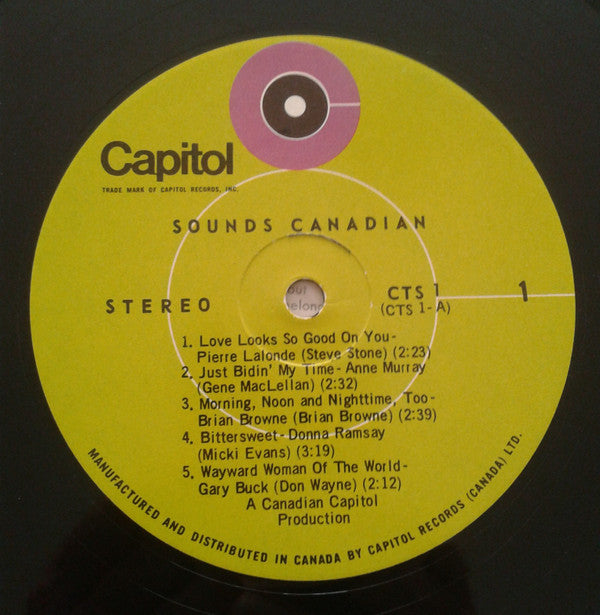 Capitol
TRADE MARK OF CAPITOL RECORDS, INC.
SOUNDS CANADIAN
STEREO
CTS 1
(CTS 1-A)
1
1. Love Looks So Good On You-
Pierre Lalonde (Steve Stone) (2:23)
2. Just Bidin' My Time - Anne Murray
(Gene MacLellan) (2:32)
3. Morning, Noon and Nighttime, Too-
Brian Browne (Brian Browne) (2:39)
4. Bittersweet - Donna Ramsay
(Micki Evans) (3:19)
5. Wayward Woman Of The World-
Gary Buck (Don Wayne) (2:12)
A Canadian Capitol
Production
MANUFACTURED AND DISTRIBUTED IN CANADA BY CAPITOL RECORDS (CANADA) LTD.